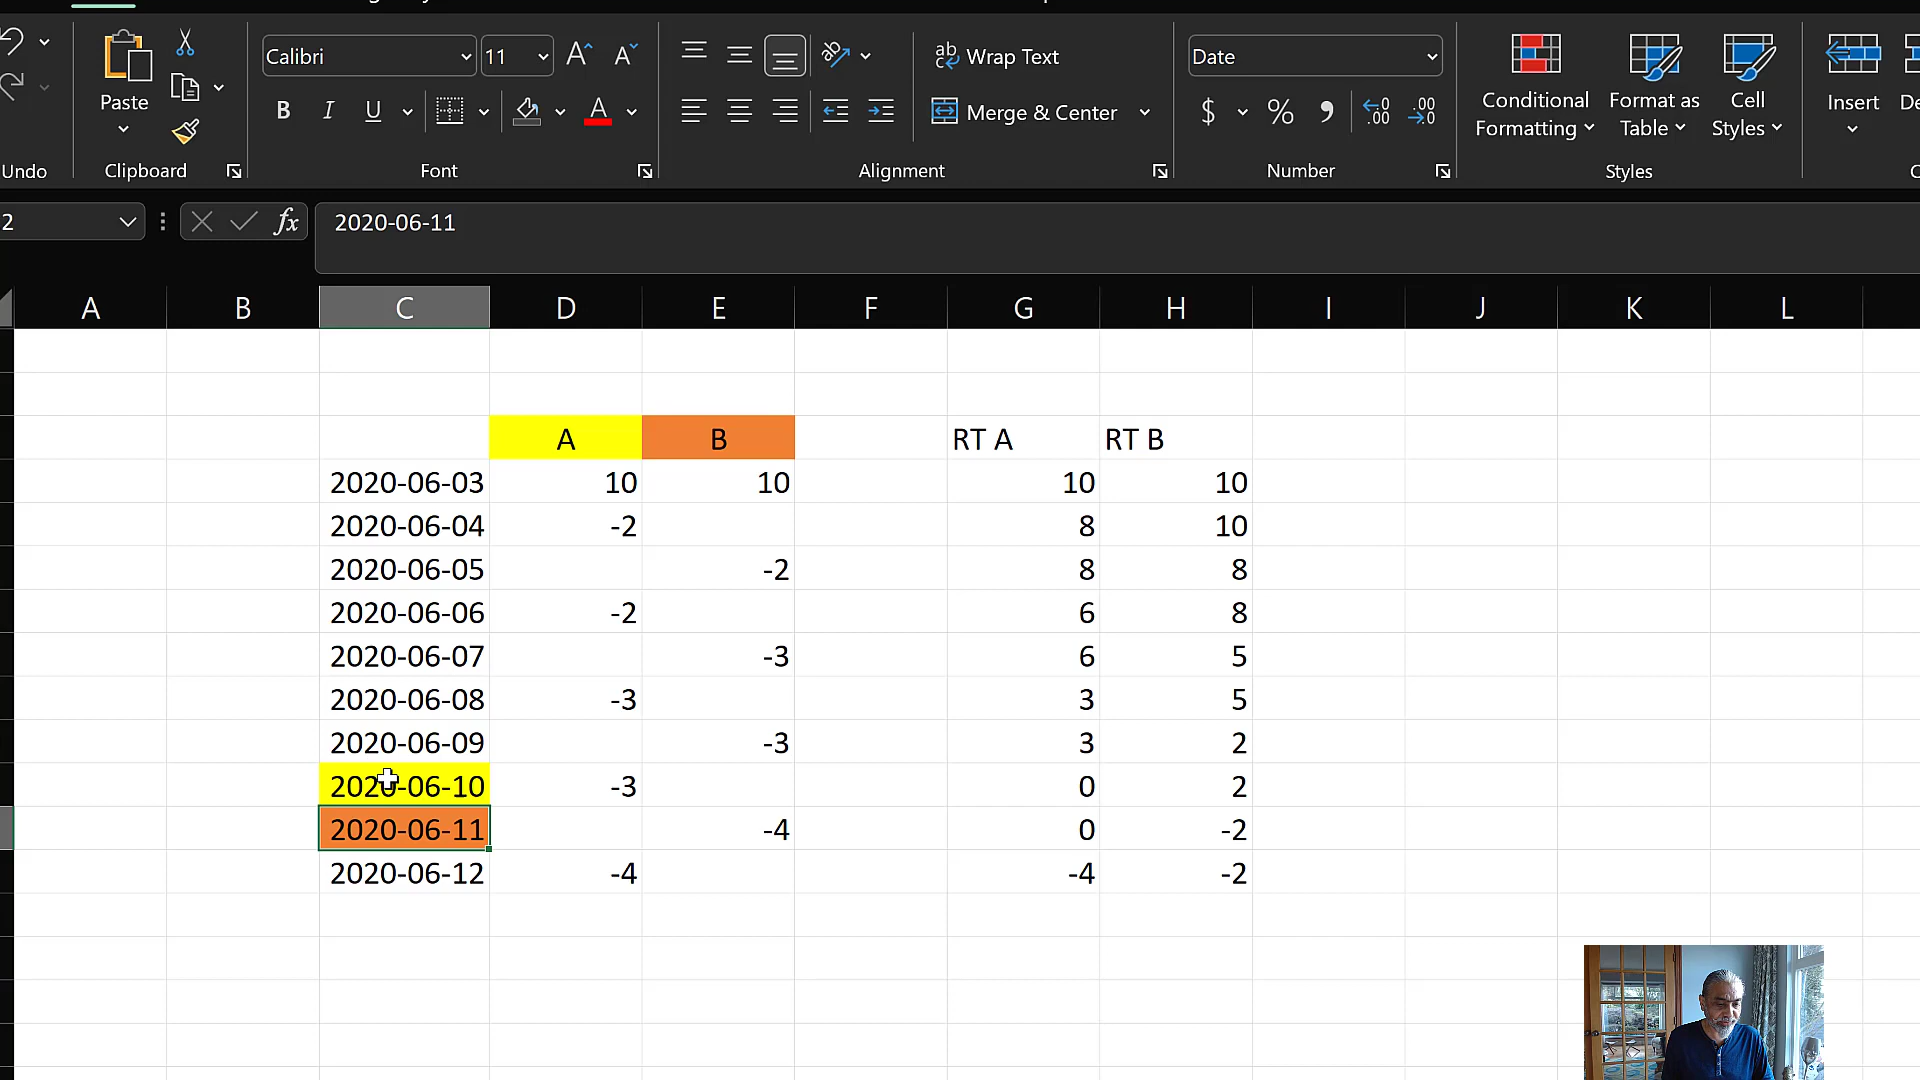 Calibri 11 Wrap Text Date
Paste B I U Merge & Center $ % Conditional Formatting Format as Table Cell Styles Insert
Undo Clipboard Font Alignment Number Styles
2 fx 2020-06-11
A B C D E F G H I J K L
A B RT A RT B
2020-06-03 10 10 10 10
2020-06-04 -2 8 10
2020-06-05 -2 8 8
2020-06-06 -2 6 8
2020-06-07 -3 6 5
2020-06-08 -3 3 5
2020-06-09 -3 3 2
2020-06-10 -3 0 2
2020-06-11 -4 0 -2
2020-06-12 -4 -4 -2